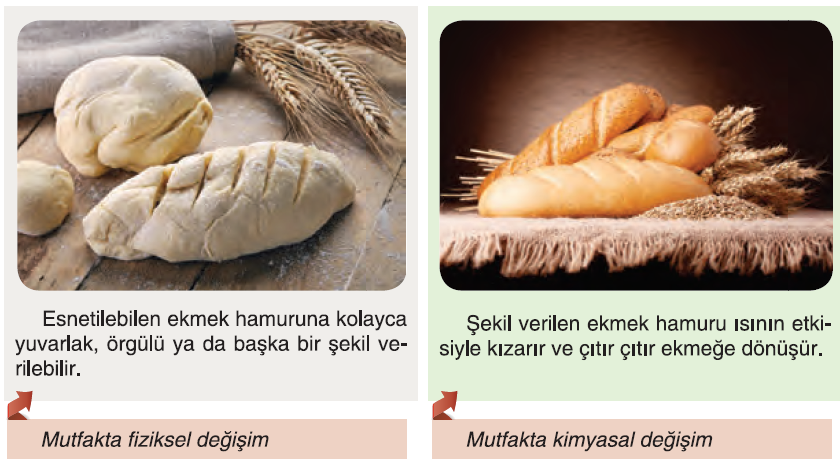 Esnetilebilen ekmek hamuruna kolayca
yuvarlak, örgülü ya da başka bir şekil ve-
rilebilir.
Mutfakta fiziksel değişim
Şekil verilen ekmek hamuru ısının etki-
siyle kızarır ve çıtır çıtır ekmeğe dönüşür.
Mutfakta kimyasal değişim